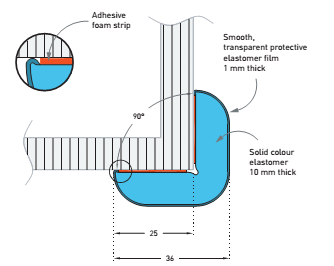 Adhesive
foam strip
Smooth,
transparent protective
elastomer film
1 mm thick
90°
Solid colour
elastomer
10 mm thick
25
36